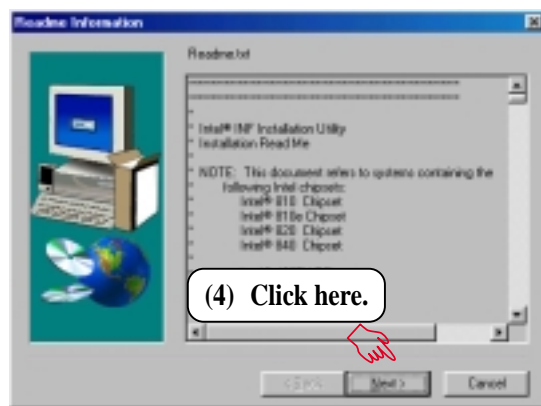 Readme Information
Readme.txt
Intel® INF Installation Utility
Installation Read Me
NOTE: This document refers to systems containing the
following Intel chipsets:
Intel® 810 Chipset
Intel® 810e Chipset
Intel® 820 Chipset
Intel® 840 Chipset
(4) Click here.
< Back
Next >
Cancel